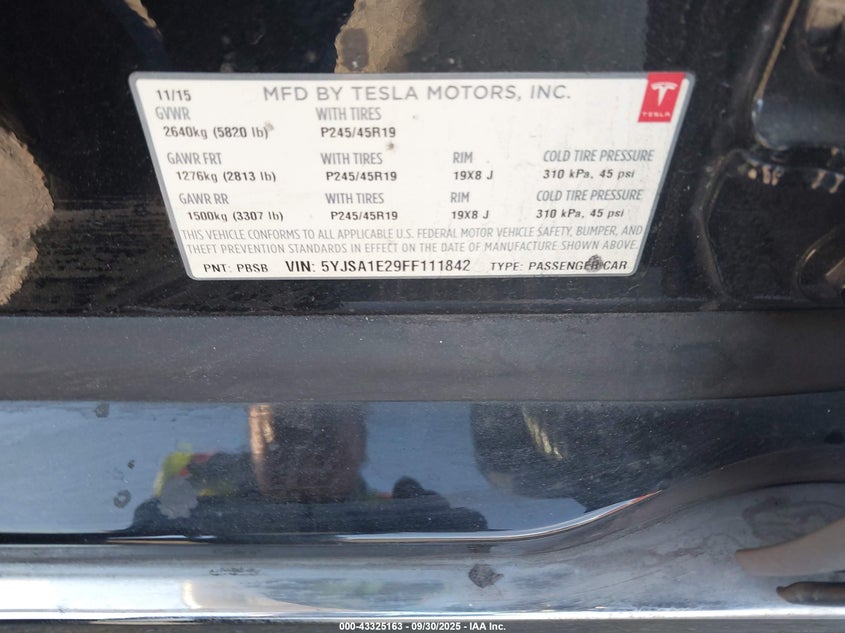 11/15 MFD BY TESLA MOTORS, INC.
TESLA
GVWR WITH TIRES
2640kg (5820 lb) P245/45R19
GAWR FRT WITH TIRES RIM COLD TIRE PRESSURE
1276kg (2813 lb) P245/45R19 19X8 J 310 kPa, 45 psi
GAWR RR WITH TIRES RIM COLD TIRE PRESSURE
1500kg (3307 lb) P245/45R19 19X8 J 310 kPa, 45 psi
THIS VEHICLE CONFORMS TO ALL APPLICABLE U.S. FEDERAL MOTOR VEHICLE SAFETY, BUMPER, AND
THEFT PREVENTION STANDARDS IN EFFECT ON THE DATE OF MANUFACTURE SHOWN ABOVE.
PNT: PBSB VIN: 5YJSA1E29FF111842 TYPE: PASSENGER CAR
000-43325163 - 09/30/2025 - IAA Inc.